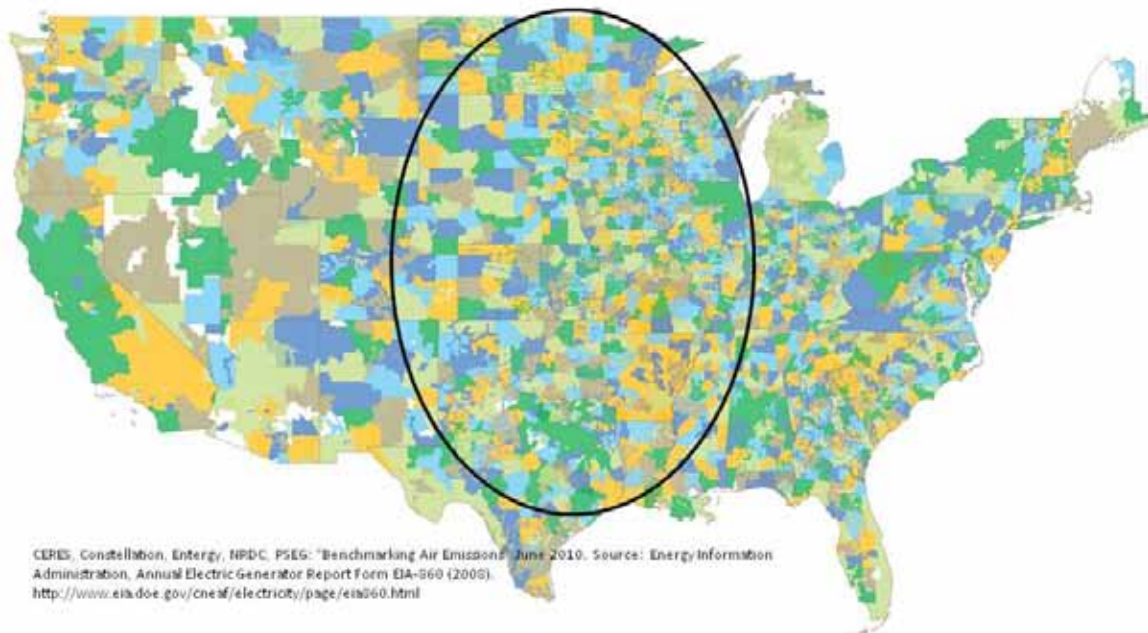 CERES, Constellation, Entergy, NRDC, PSEG: "Benchmarking Air Emissions" June 2010. Source: Energy Information
Administration, Annual Electric Generator Report Form EIA-860 (2008).
http://www.eia.doe.gov/cneaf/electricity/page/eia860.html